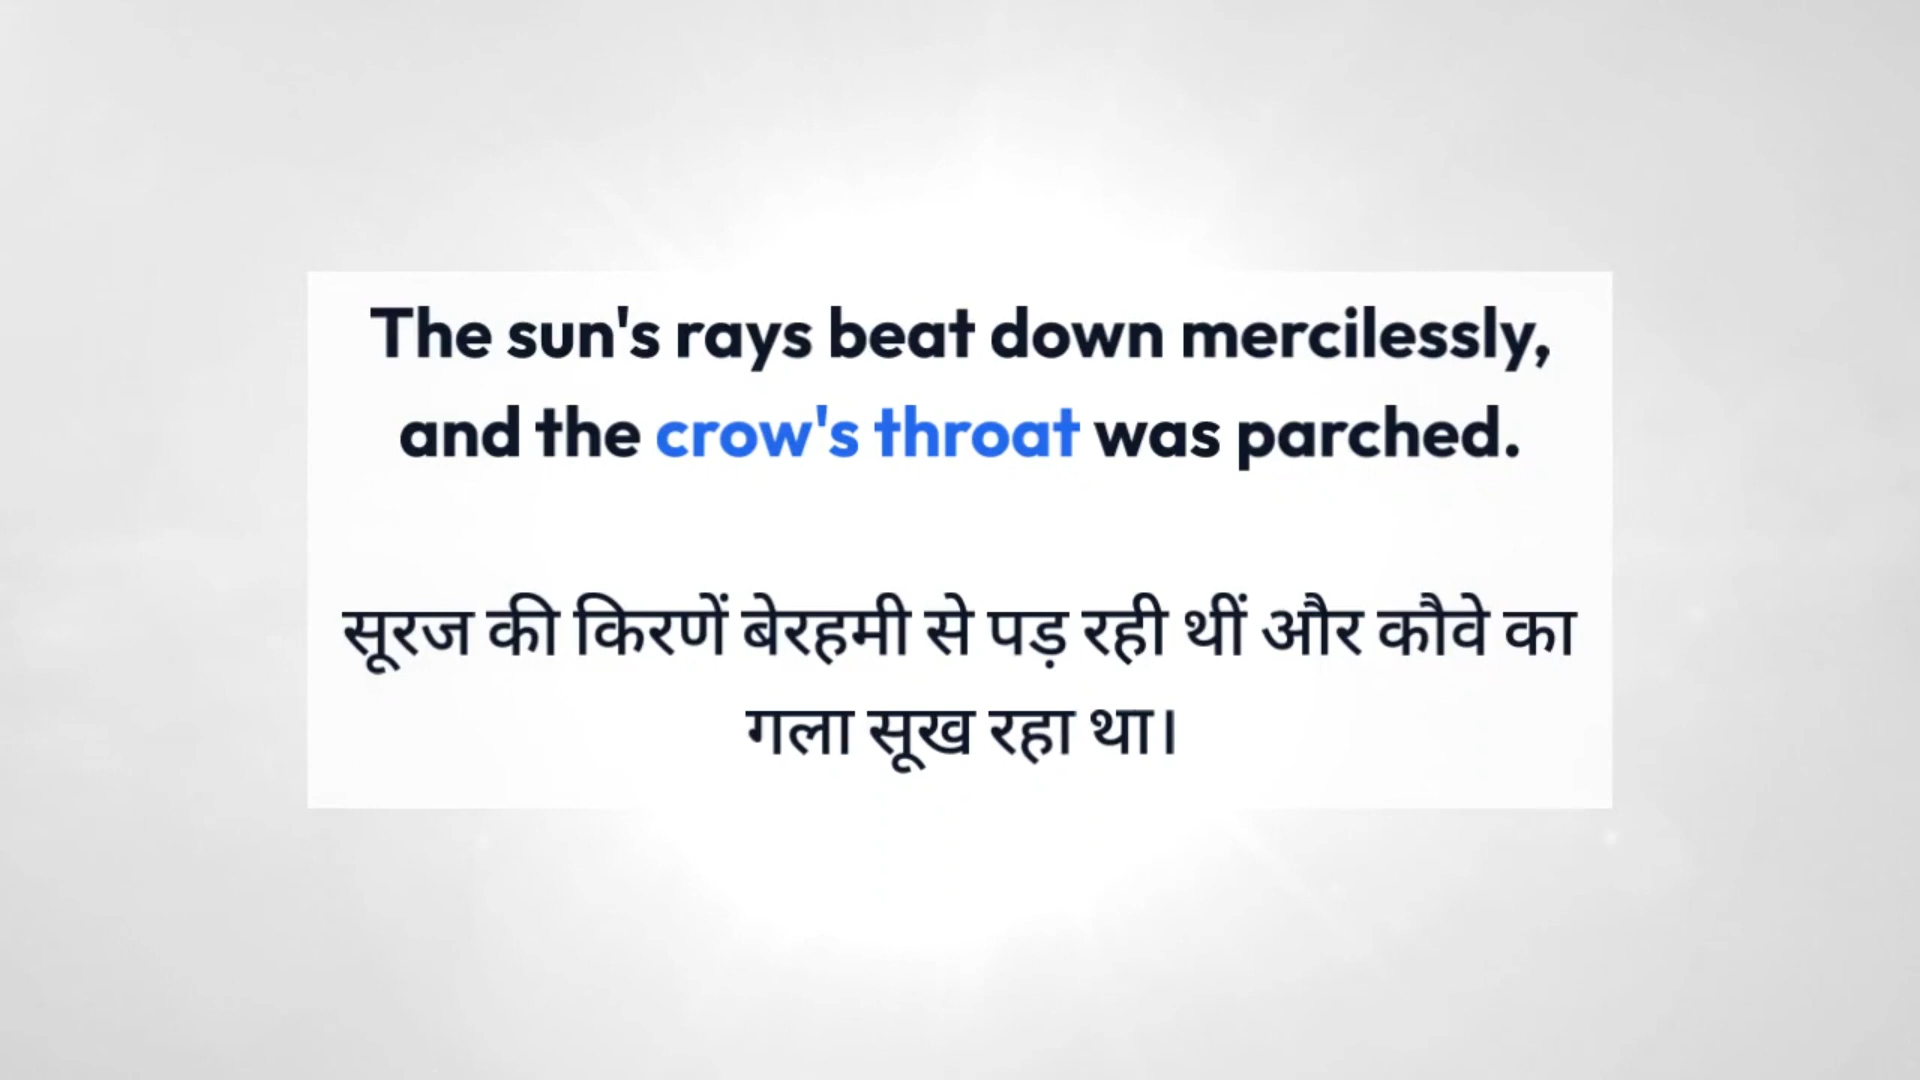 The sun's rays beat down mercilessly,
and the crow's throat was parched.
सूरज की किरणें बेरहमी से पड़ रही थीं और कौवे का
गला सूख रहा था।